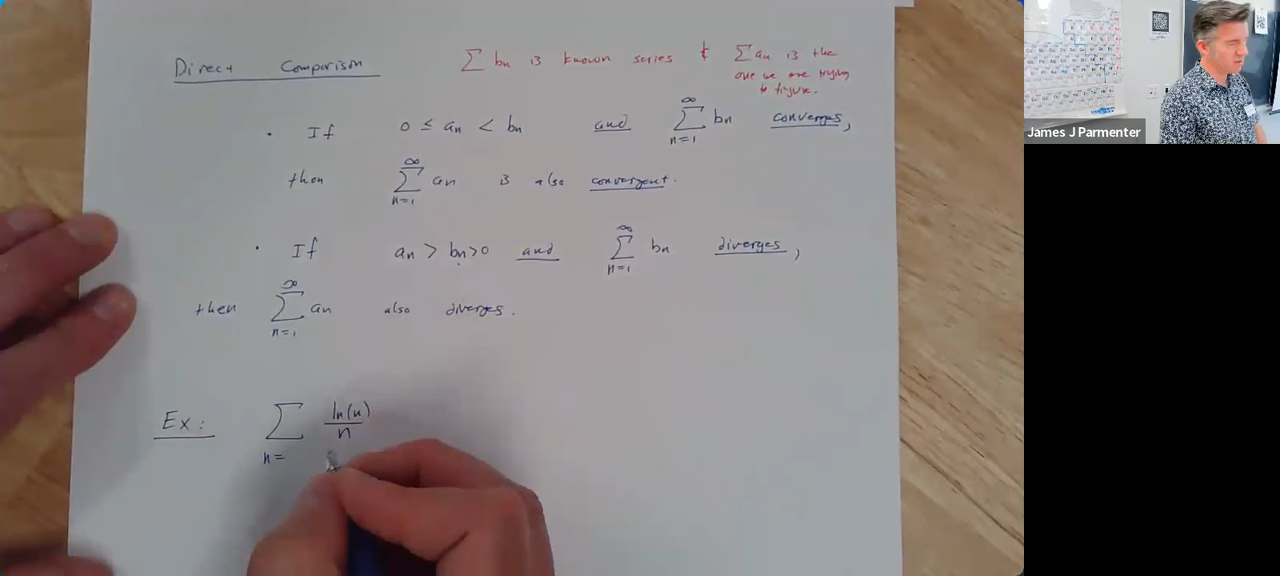 Direct Comparison
∑ bn is known series & ∑ an is the
one we are trying
to figure.
• If 0 ≤ an < bn and ∞∑n=1 bn converges,
then ∞∑n=1 an is also convergent.
• If an > bn > 0 and ∞∑n=1 bn diverges,
then ∞∑n=1 an also diverges.
Ex: ∑n= ln(n)/n
James J Parmenter